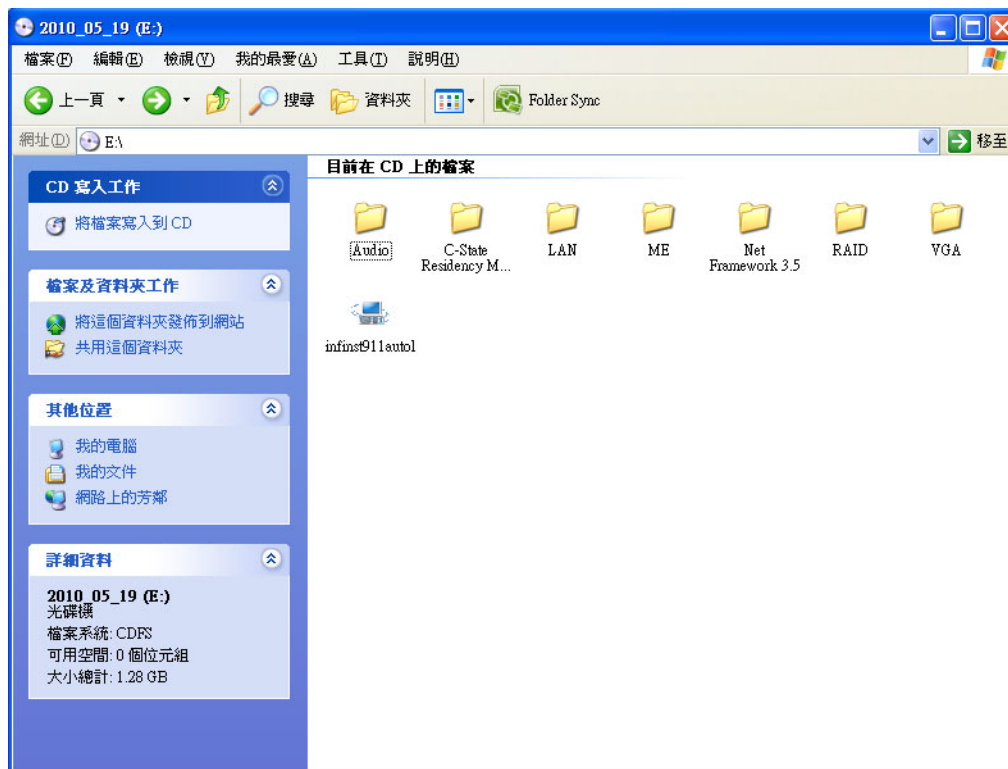 2010_05_19 (E:)
檔案(F) 編輯(E) 檢視(V) 我的最愛(A) 工具(T) 說明(H)
上一頁 搜尋 資料夾 Folder Sync
網址(D) E:\ 移至
CD 寫入工作
將檔案寫入到 CD
檔案及資料夾工作
將這個資料夾發佈到網站
共用這個資料夾
其他位置
我的電腦
我的文件
網路上的芳鄰
詳細資料
2010_05_19 (E:)
光碟機
檔案系統: CDFS
可用空間: 0 個位元組
大小總計: 1.28 GB
目前在 CD 上的檔案
Audio
C-State
Residency M...
LAN
ME
Net
Framework 3.5
RAID
VGA
infinst911autol